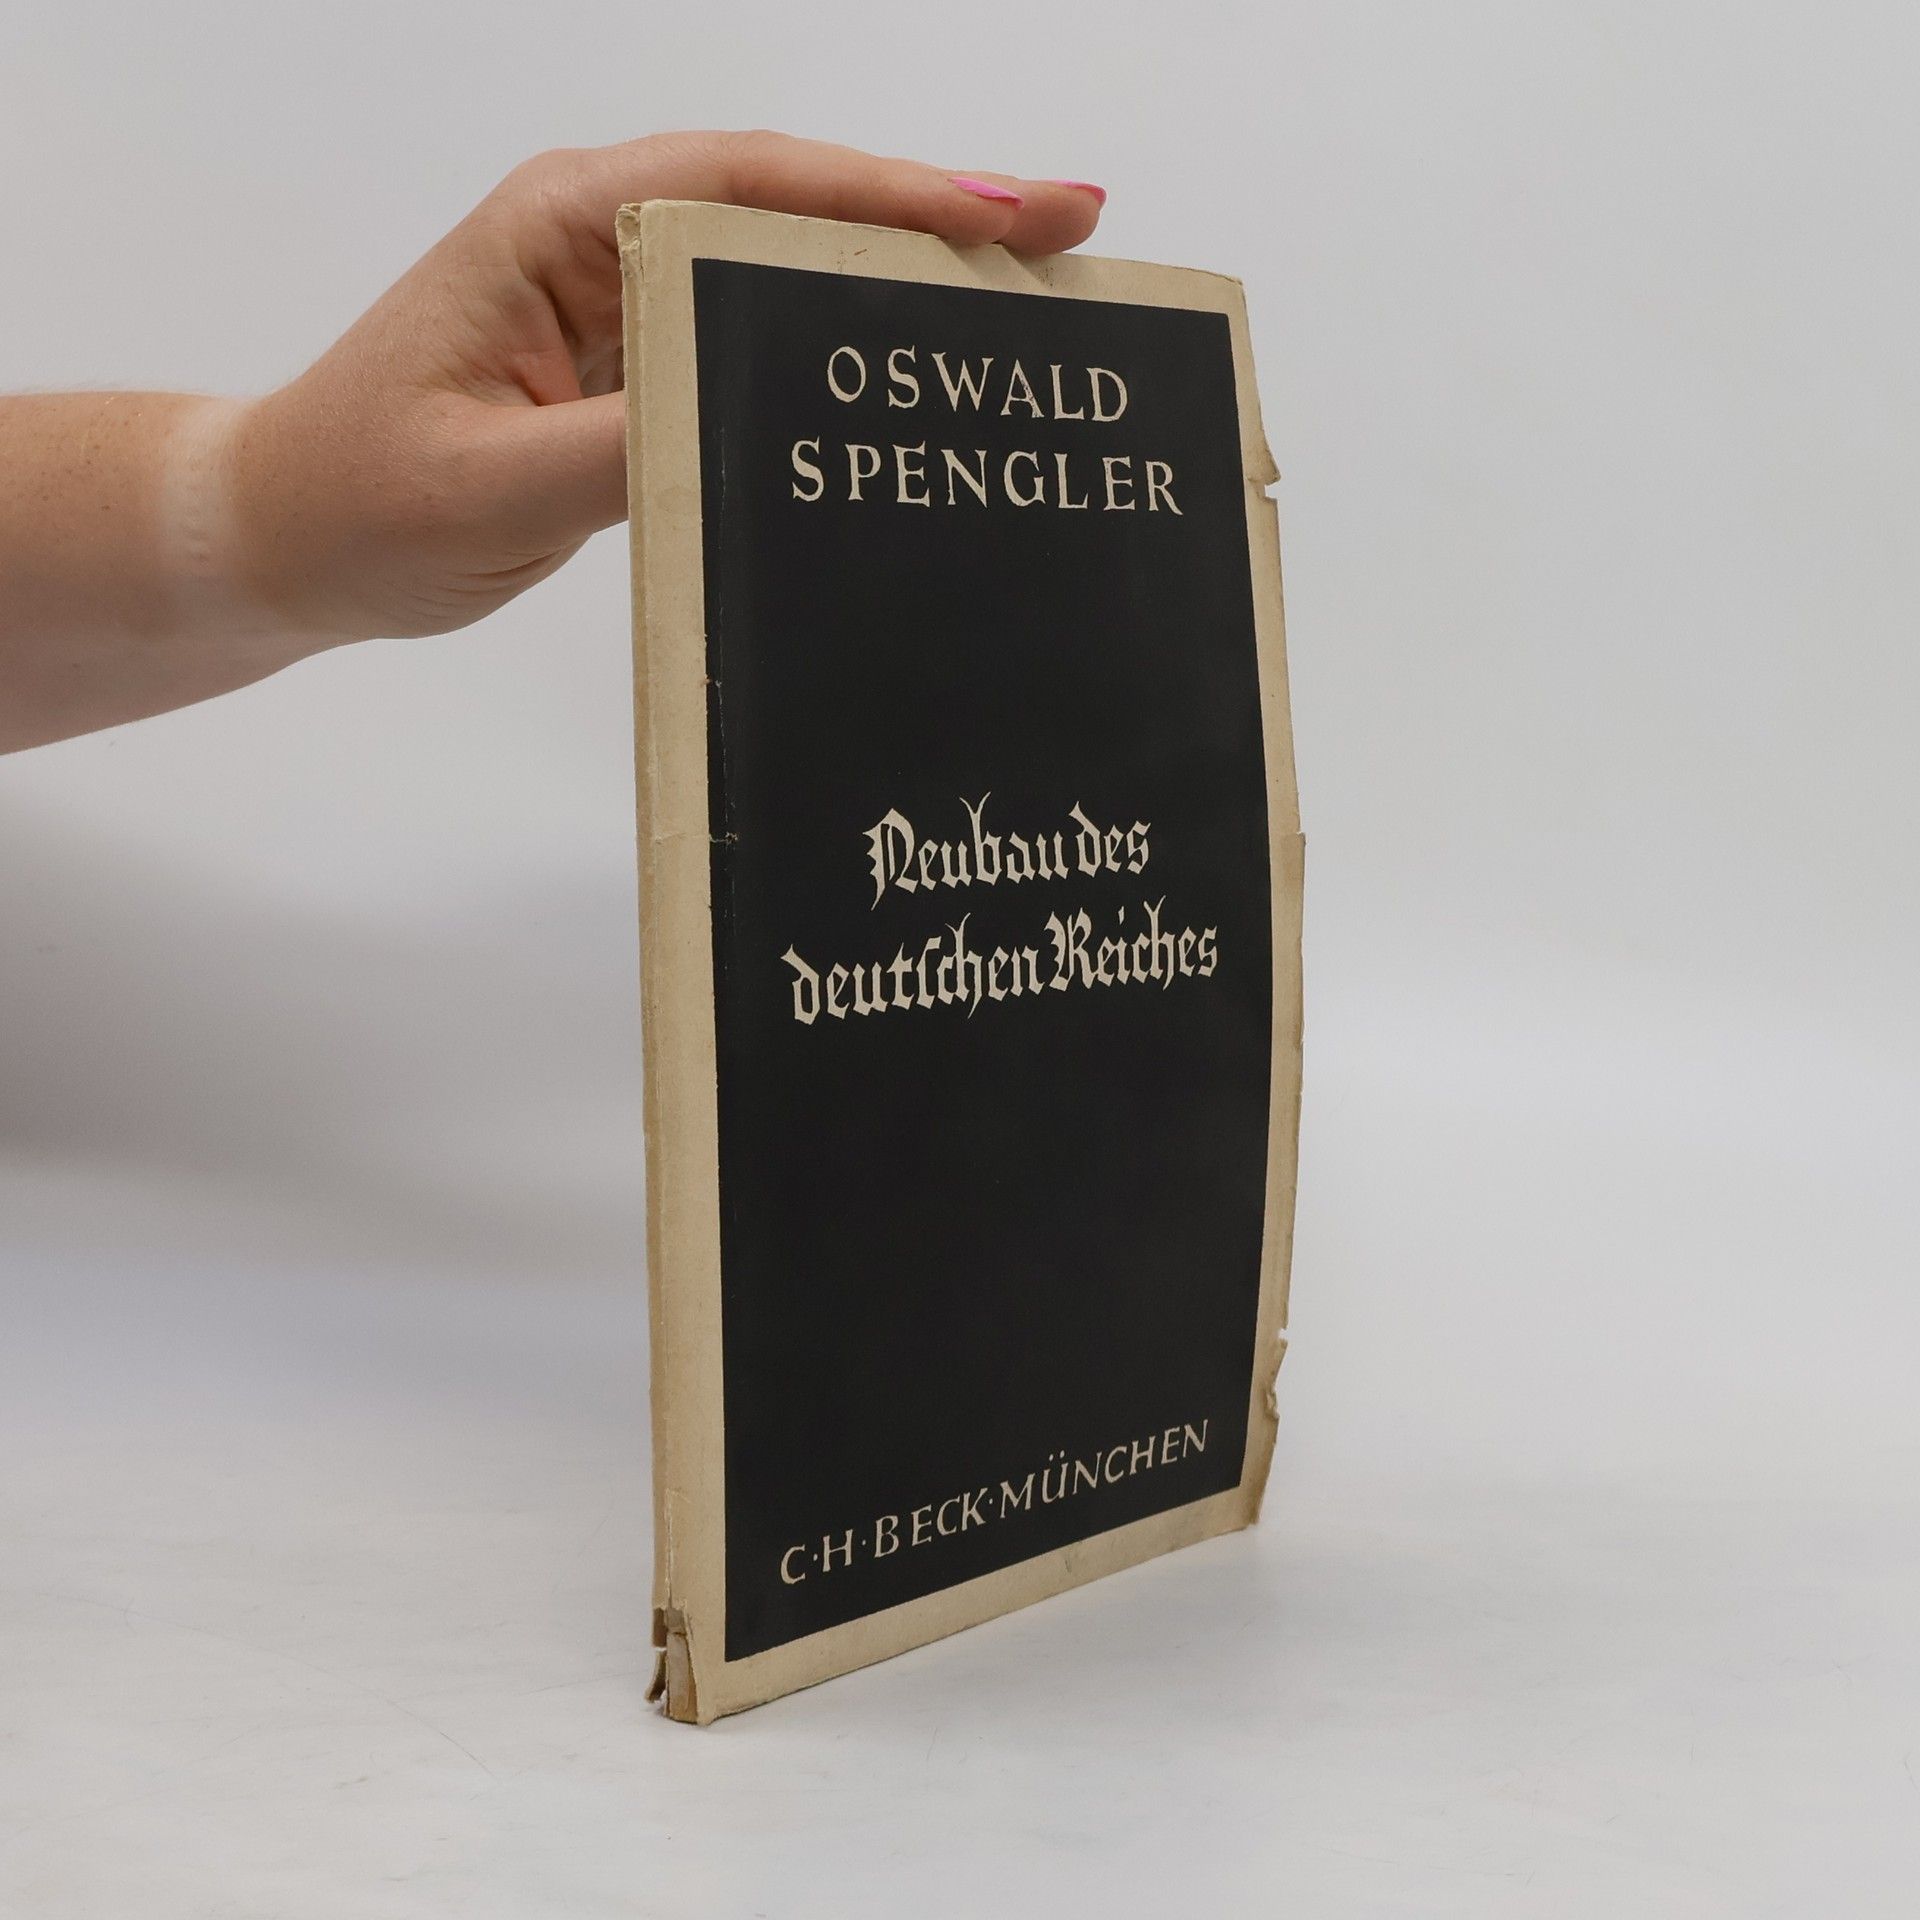 OSWALD
SPENGLER
Neubau des
deutſchen Reiches
C·H·BECK·MÜNCHEN